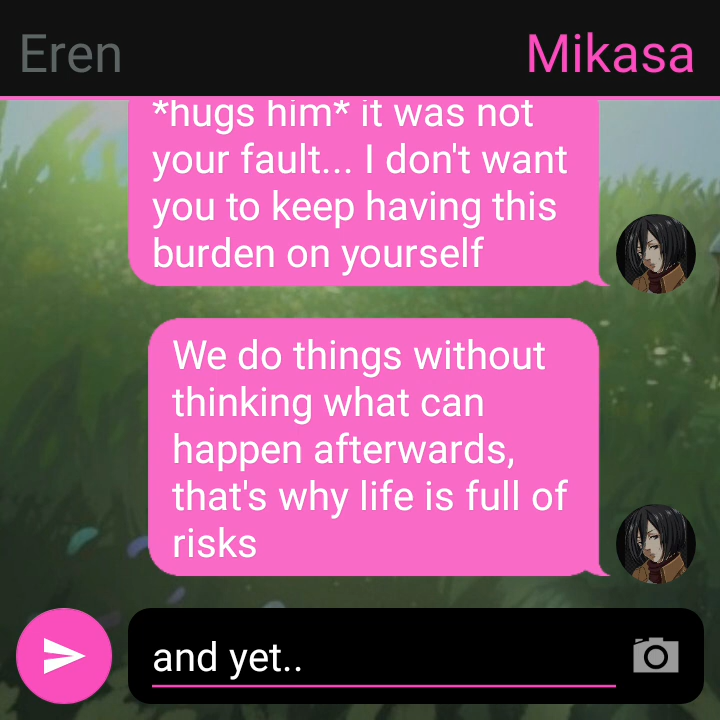 Eren
Mikasa
*hugs him* it was not
your fault... I don't want
you to keep having this
burden on yourself
We do things without
thinking what can
happen afterwards,
that's why life is full of
risks
and yet..